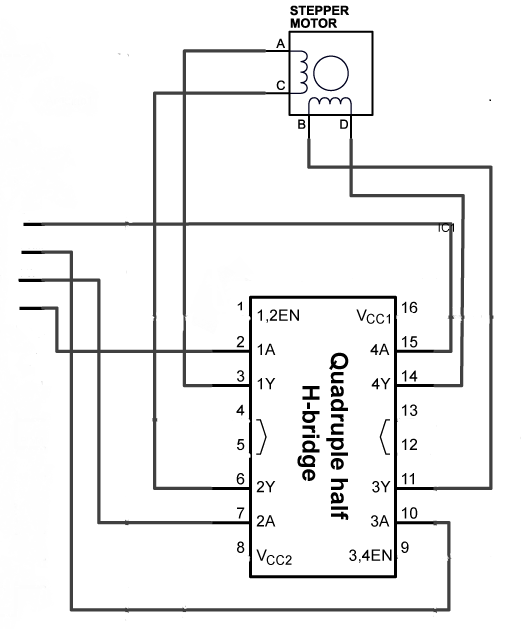 STEPPER
MOTOR
A
C
B D
IC1
1 1,2EN VCC1 16
2 1A 4A 15
3 1Y 4Y 14
4 13
5 12
6 2Y 3Y 11
7 2A 3A 10
8 VCC2 3,4EN 9
Quadruple half
H-bridge